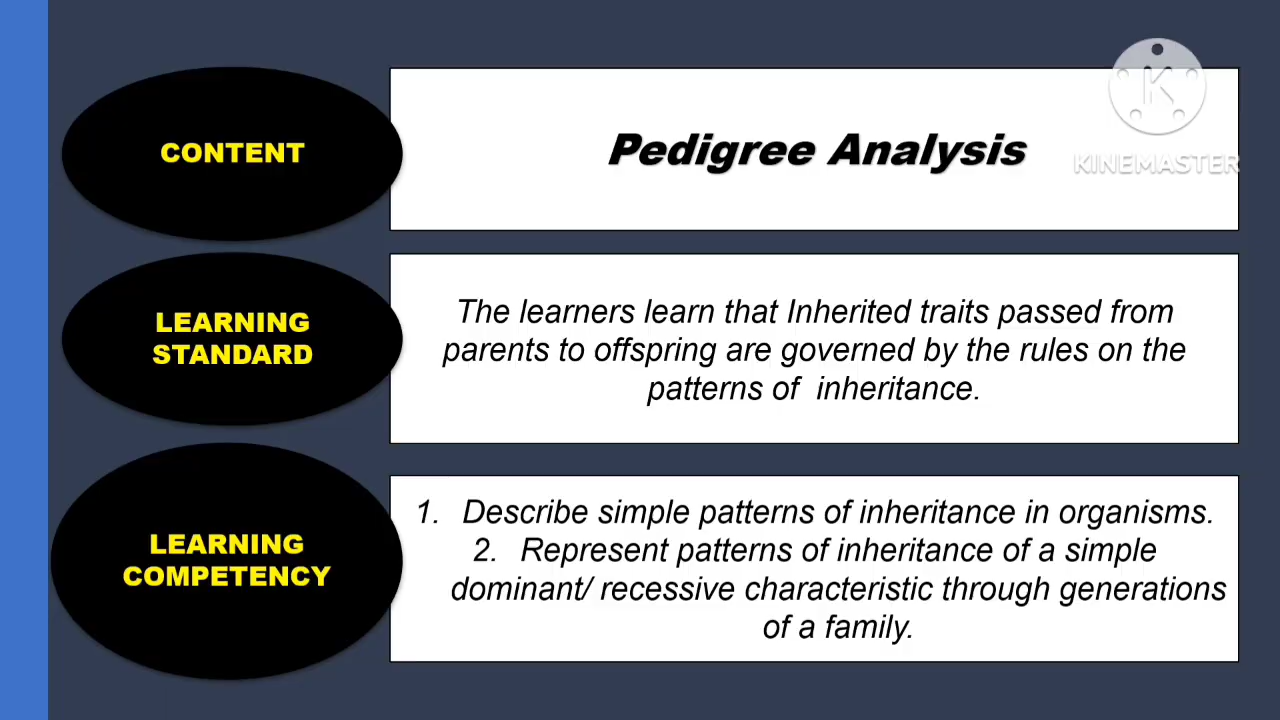 CONTENT
Pedigree Analysis
K
KINEMASTER
LEARNING
STANDARD
The learners learn that Inherited traits passed from
parents to offspring are governed by the rules on the
patterns of inheritance.
LEARNING
COMPETENCY
1. Describe simple patterns of inheritance in organisms.
2. Represent patterns of inheritance of a simple
dominant/ recessive characteristic through generations
of a family.